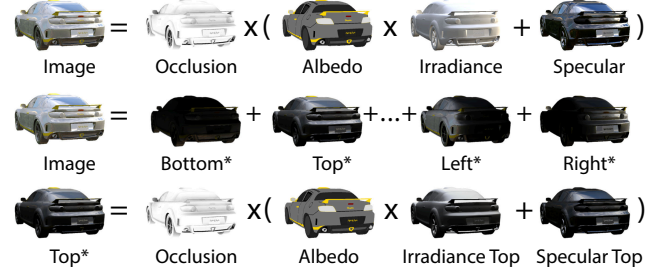 = x( x + )
Image Occlusion Albedo Irradiance Specular
= + +...+ +
Image Bottom* Top* Left* Right*
= x( x + )
Top* Occlusion Albedo Irradiance Top Specular Top